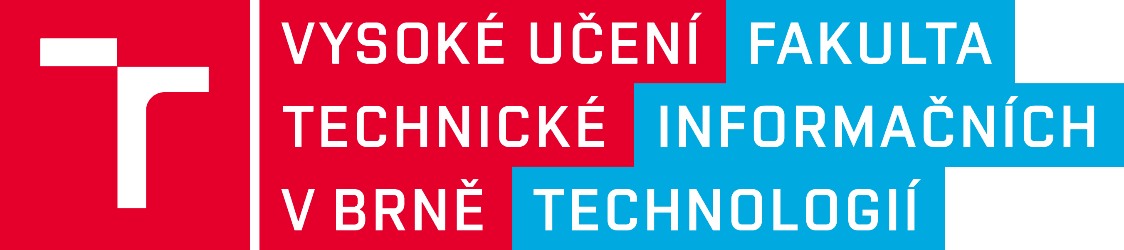 VYSOKÉ UČENÍ FAKULTA
TECHNICKÉ INFORMAČNÍCH
V BRNĚ TECHNOLOGIÍ